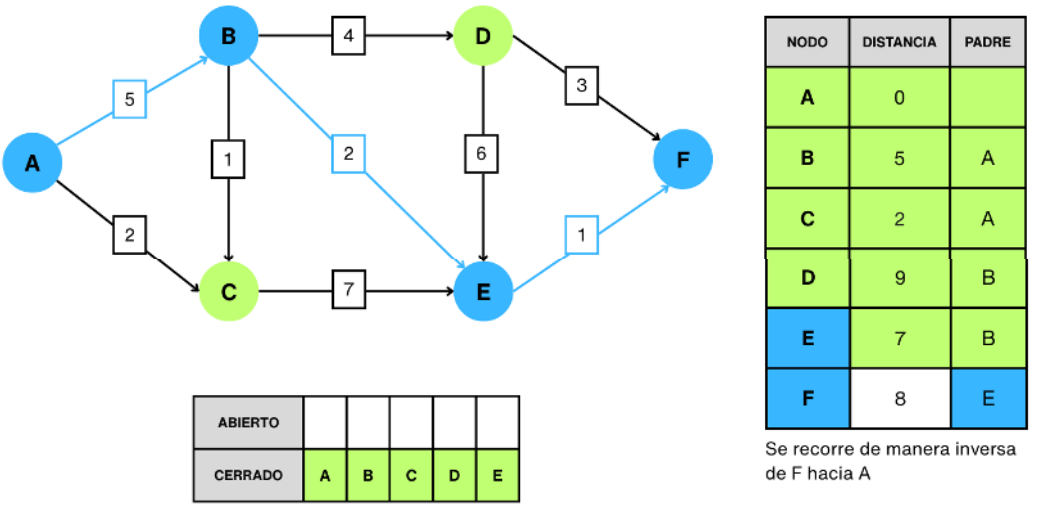 B
4
D
5
1
2
6
3
A
F
2
1
C
7
E
ABIERTO
CERRADO A B C D E
NODO DISTANCIA PADRE
A 0
B 5 A
C 2 A
D 9 B
E 7 B
F 8 E
Se recorre de manera inversa
de F hacia A